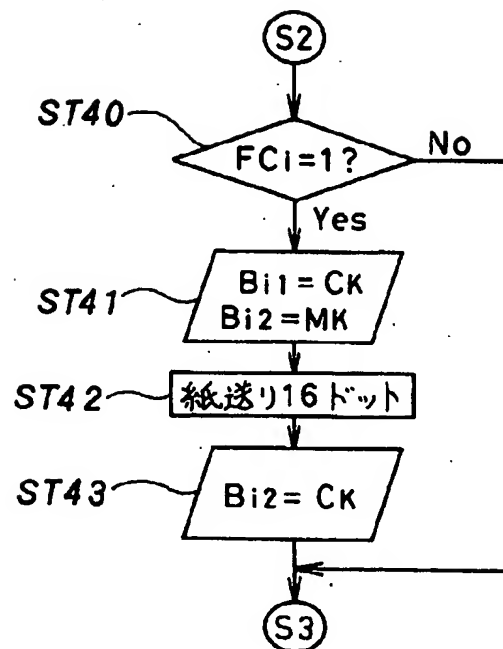 S2
ST40
FCi=1?
No
Yes
ST41
Bi1=CK
Bi2=MK
ST42
紙送り16ドット
ST43
Bi2=CK
S3